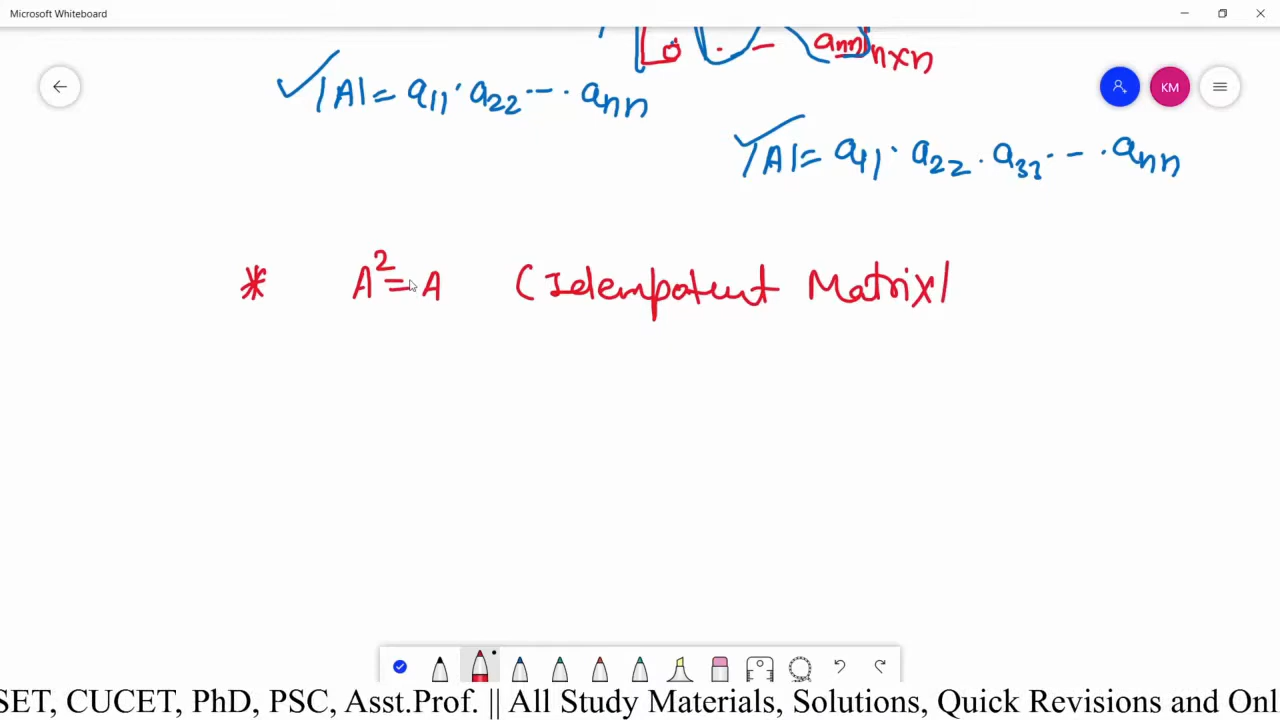 Microsoft Whiteboard
ann nxn
|A| = a11 . a22 -- . ann
KM
|A| = a11 . a22 . a33 -- . ann
* A² = A (Idempotent Matrix)
SET, CUCET, PhD, PSC, Asst.Prof. || All Study Materials, Solutions, Quick Revisions and Onl